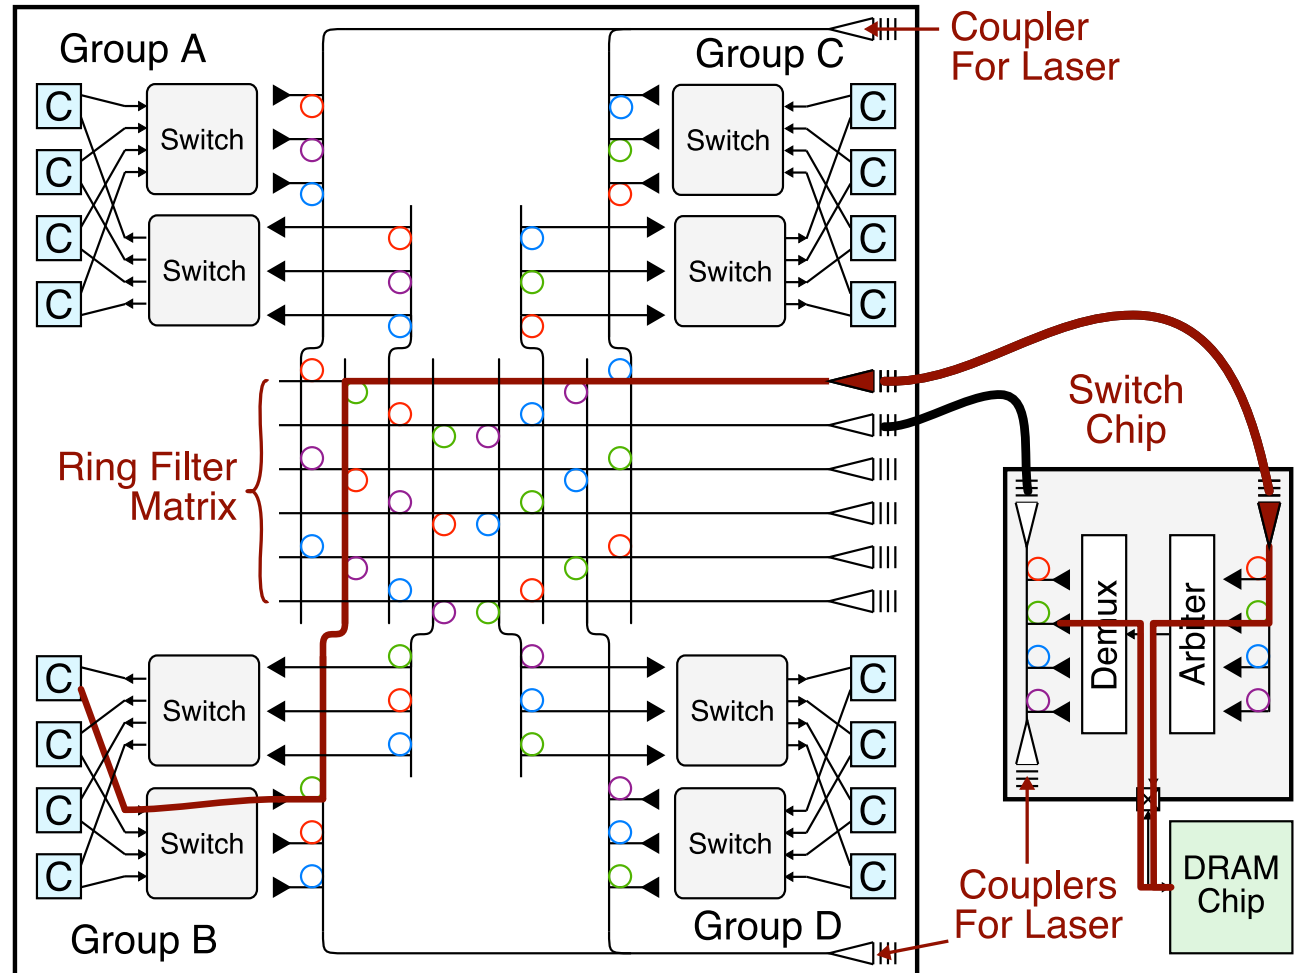 Group A
Coupler
For Laser
Group C
C
Switch
Switch
C
C
C
C
C
Switch
Switch
C
C
Switch
Chip
Ring Filter
Matrix
Demux
Arbiter
C
Switch
Switch
C
C
C
C
C
Switch
Switch
C
C
DRAM
Chip
Couplers
For Laser
Group B
Group D